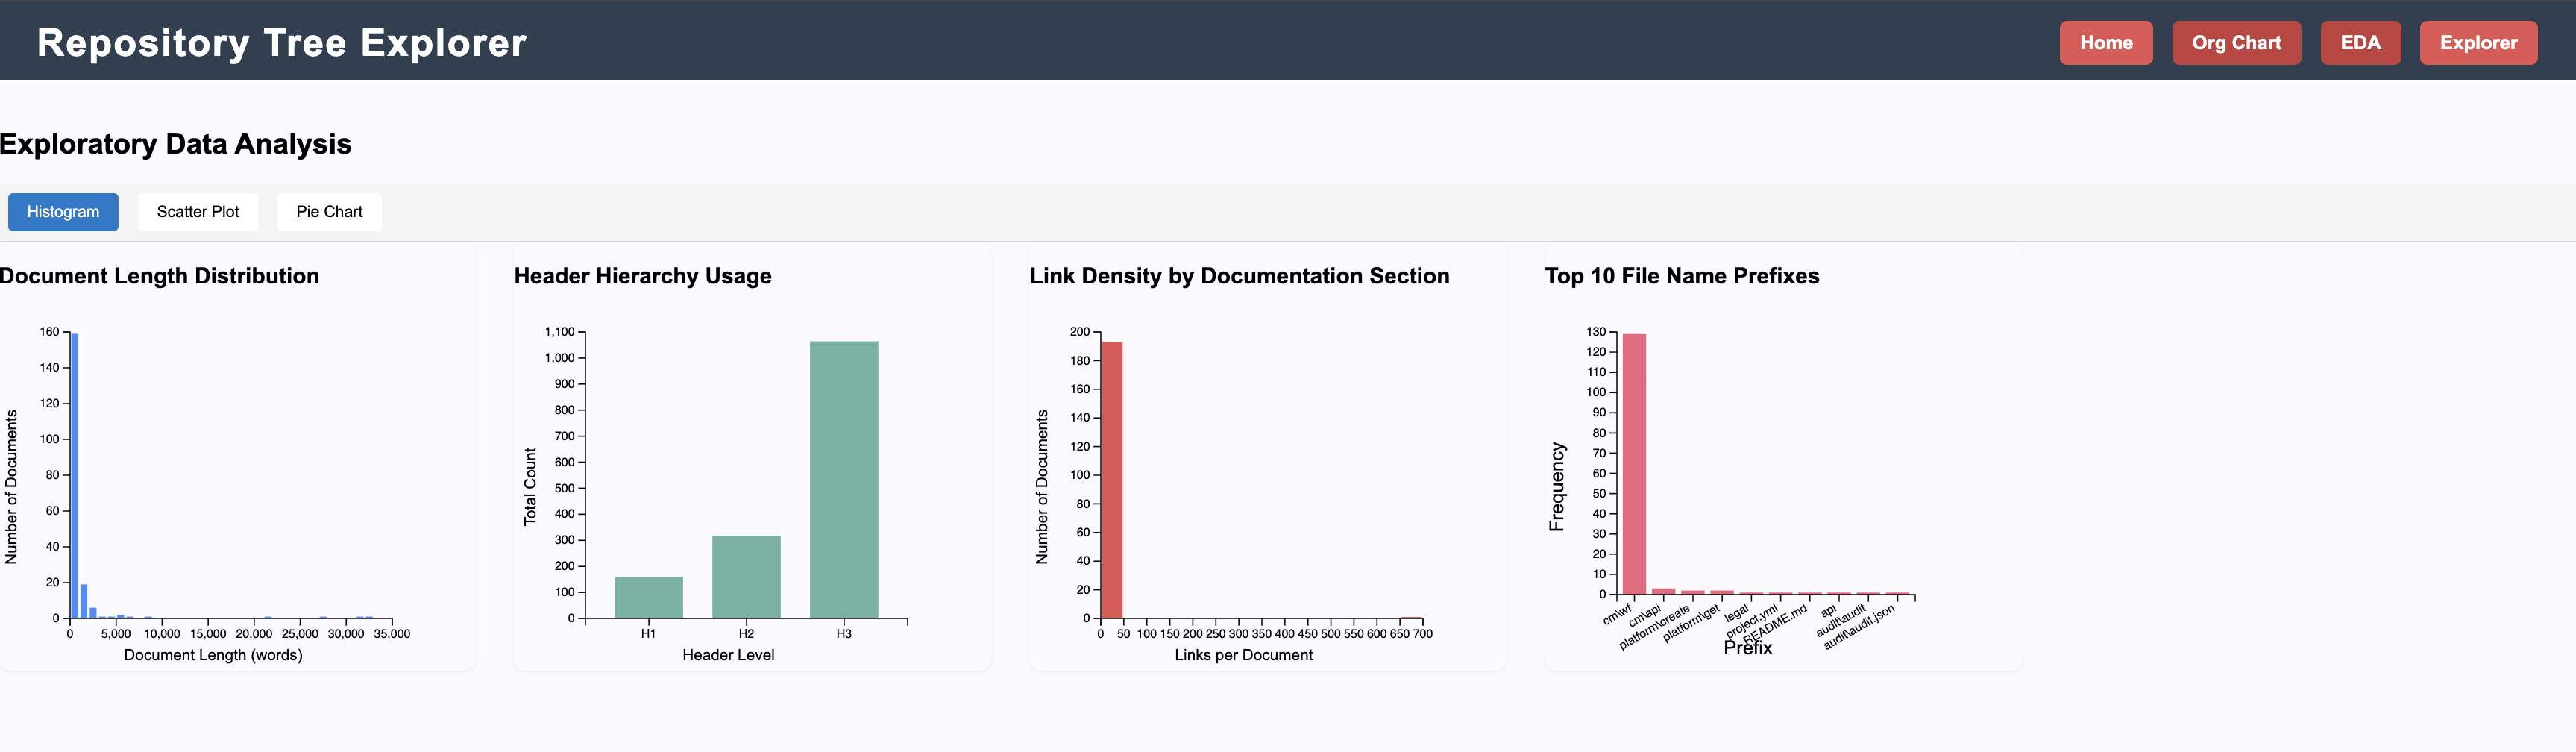 Repository Tree Explorer
Home
Org Chart
EDA
Explorer
Exploratory Data Analysis
Histogram
Scatter Plot
Pie Chart
Document Length Distribution
Number of Documents
160
140
120
100
80
60
40
20
0
0 5,000 10,000 15,000 20,000 25,000 30,000 35,000
Document Length (words)
Header Hierarchy Usage
Total Count
1,100
1,000
900
800
700
600
500
400
300
200
100
0
H1 H2 H3
Header Level
Link Density by Documentation Section
Number of Documents
200
180
160
140
120
100
80
60
40
20
0
0 50 100 150 200 250 300 350 400 450 500 550 600 650 700
Links per Document
Top 10 File Name Prefixes
Frequency
130
120
110
100
90
80
70
60
50
40
30
20
10
0
cm\wf
cm\api
platform\create
platform\get
legal
project.yml
README.md
api
audit\audit
audit\audit.json
Prefix